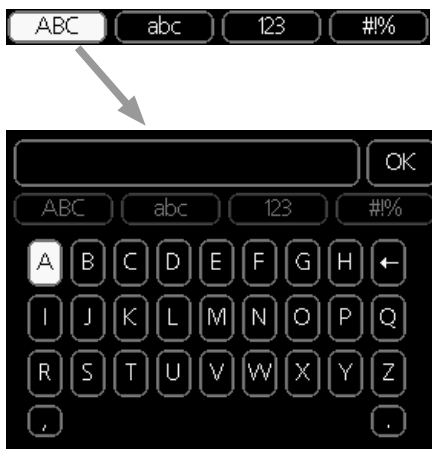 ABC abc 123 #!%
OK
ABC abc 123 #!%
A B C D E F G H ←
I J K L M N O P Q
R S T U V W X Y Z
, .